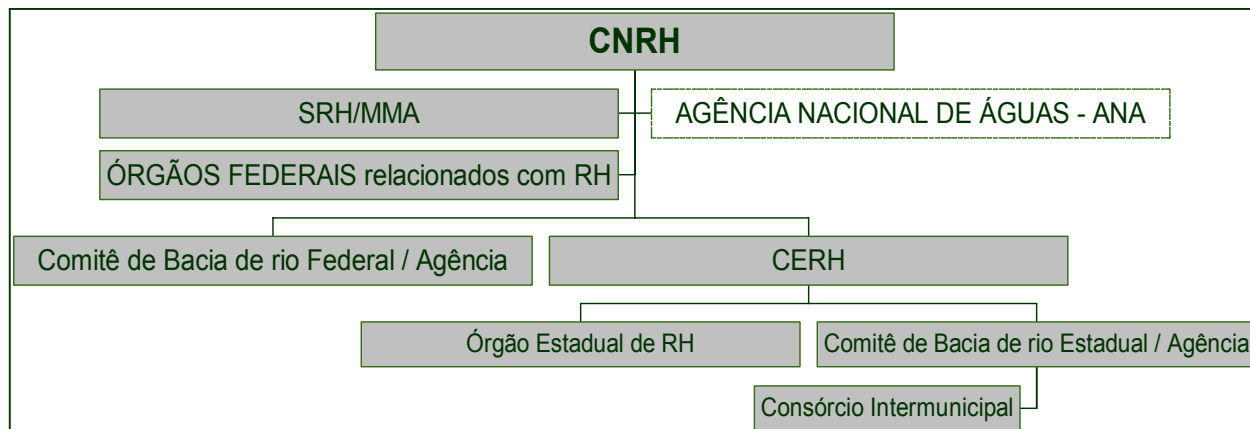 CNRH
SRH/MMA
AGÊNCIA NACIONAL DE ÁGUAS - ANA
ÓRGÃOS FEDERAIS relacionados com RH
Comitê de Bacia de rio Federal / Agência
CERH
Órgão Estadual de RH
Comitê de Bacia de rio Estadual / Agência
Consórcio Intermunicipal